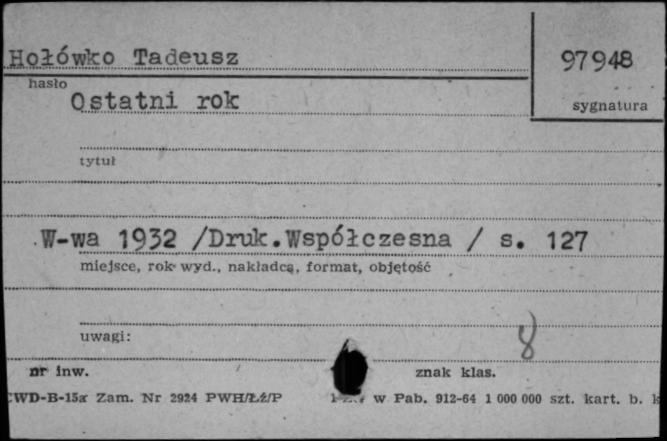 Hołówko Tadeusz
97948
hasło
Ostatni rok
sygnatura
tytuł
W-wa 1932 /Druk.Współczesna / s. 127
miejsce, rok wyd., nakładca, format, objętość
uwagi:
8
nr inw.
znak klas.
CWD-B-15a Zam. Nr 2924 PWH/Łż/P w Pab. 912-64 1 000 000 szt. kart. b. k